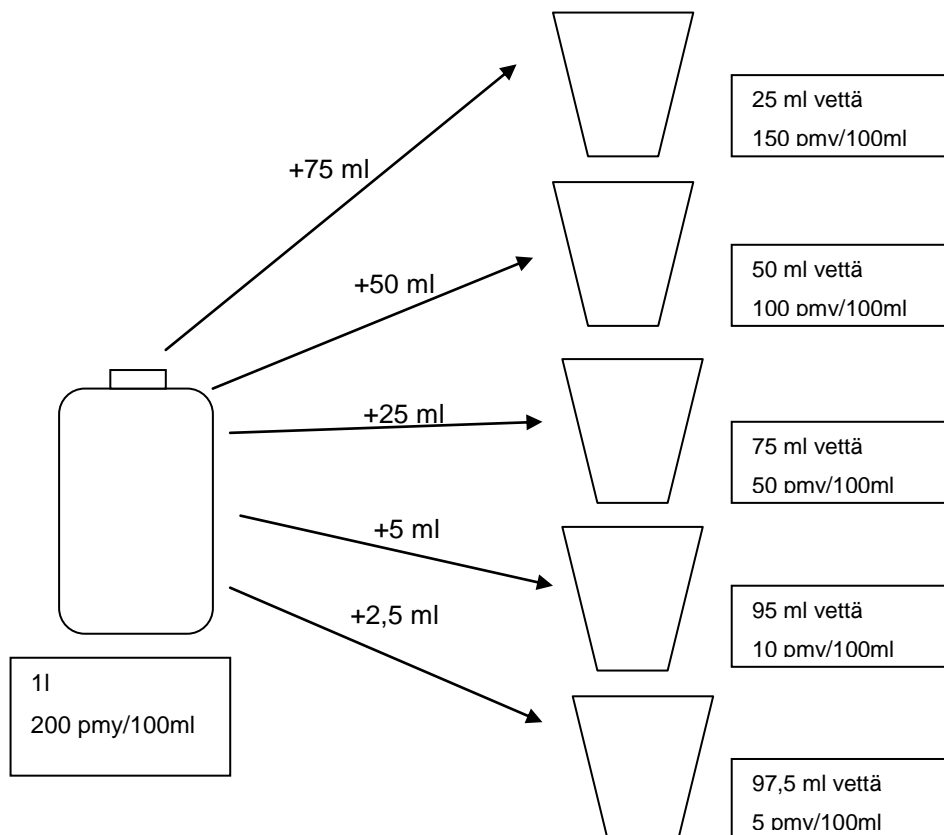 25 ml vettä
150 pmy/100ml
+75 ml
50 ml vettä
100 pmy/100ml
+50 ml
75 ml vettä
50 pmy/100ml
+25 ml
95 ml vettä
10 pmy/100ml
+5 ml
97,5 ml vettä
5 pmy/100ml
+2,5 ml
1l
200 pmy/100ml